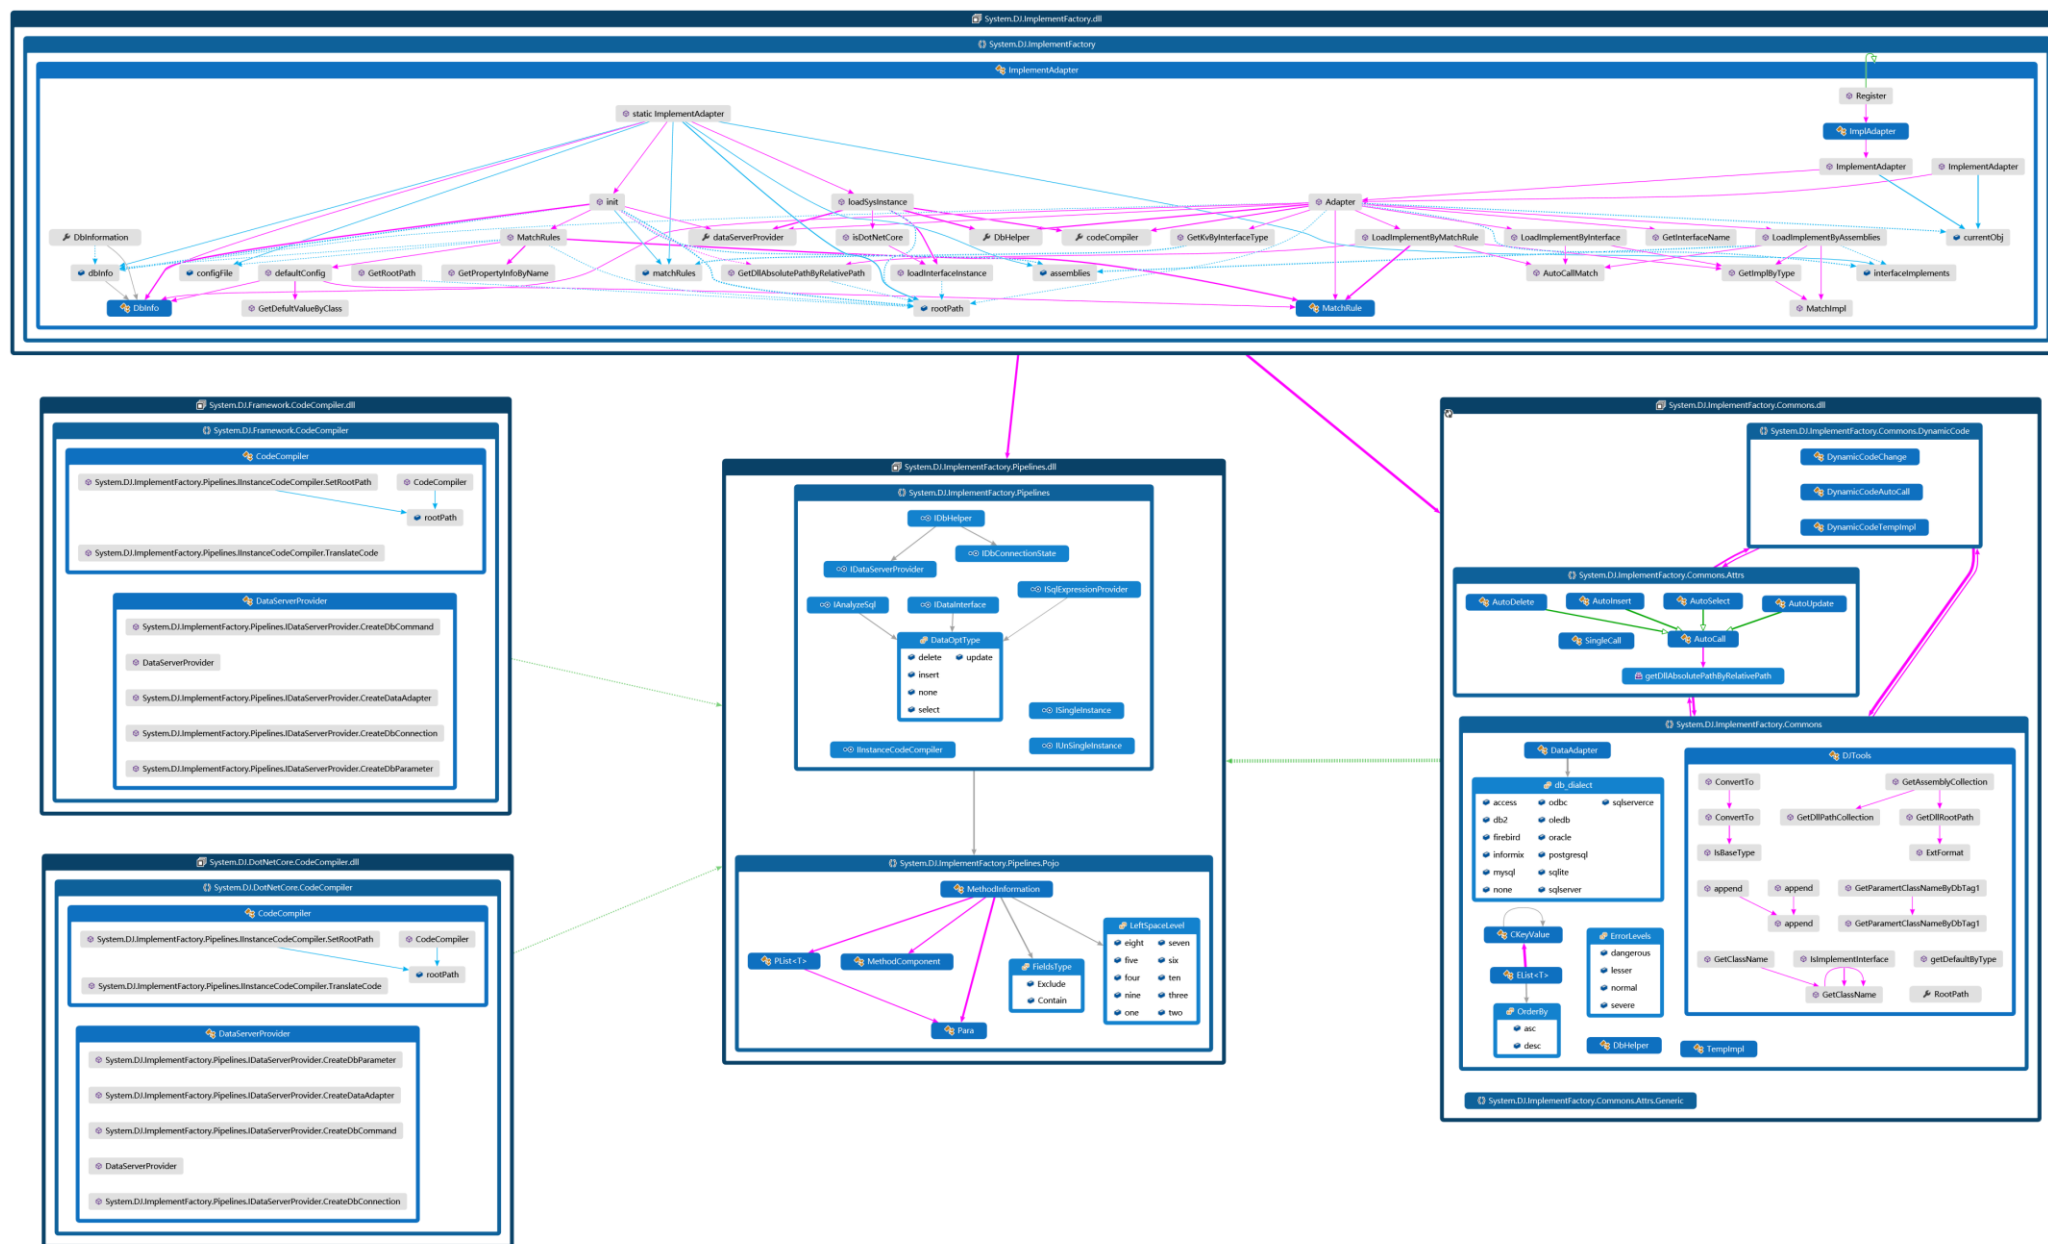 System.DJ.ImplementFactory.dll
System.DJ.ImplementFactory
ImplementAdapter
Register
static ImplementAdapter
ImplAdapter
ImplementAdapter
ImplementAdapter
init
loadSysInstance
Adapter
DbInformation
MatchRules
dataServerProvider
isDotNetCore
DbHelper
codeCompiler
GetKvByInterfaceType
LoadImplementByMatchRule
LoadImplementByInterface
GetInterfaceName
LoadImplementByAssemblies
currentObj
dbInfo
configFile
defaultConfig
GetRootPath
GetPropertyInfoByName
matchRules
GetDllAbsolutePathByRelativePath
loadInterfaceInstance
assemblies
AutoCallMatch
GetImplByType
interfaceImplements
DbInfo
GetDefultValueByClass
rootPath
MatchRule
MatchImpl
System.DJ.Framework.CodeCompiler.dll
System.DJ.Framework.CodeCompiler
CodeCompiler
System.DJ.ImplementFactory.Pipelines.IInstanceCodeCompiler.SetRootPath
CodeCompiler
rootPath
System.DJ.ImplementFactory.Pipelines.IInstanceCodeCompiler.TranslateCode
DataServerProvider
System.DJ.ImplementFactory.Pipelines.IDataServerProvider.CreateDbCommand
DataServerProvider
System.DJ.ImplementFactory.Pipelines.IDataServerProvider.CreateDataAdapter
System.DJ.ImplementFactory.Pipelines.IDataServerProvider.CreateDbConnection
System.DJ.ImplementFactory.Pipelines.IDataServerProvider.CreateDbParameter
System.DJ.DotNetCore.CodeCompiler.dll
System.DJ.DotNetCore.CodeCompiler
CodeCompiler
System.DJ.ImplementFactory.Pipelines.IInstanceCodeCompiler.SetRootPath
CodeCompiler
rootPath
System.DJ.ImplementFactory.Pipelines.IInstanceCodeCompiler.TranslateCode
DataServerProvider
System.DJ.ImplementFactory.Pipelines.IDataServerProvider.CreateDbParameter
System.DJ.ImplementFactory.Pipelines.IDataServerProvider.CreateDataAdapter
System.DJ.ImplementFactory.Pipelines.IDataServerProvider.CreateDbCommand
DataServerProvider
System.DJ.ImplementFactory.Pipelines.IDataServerProvider.CreateDbConnection
System.DJ.ImplementFactory.Pipelines.dll
System.DJ.ImplementFactory.Pipelines
IDbHelper
IDbConnectionState
IDataServerProvider
ISqlExpressionProvider
IAnalyzeSql
IDataInterface
DataOptType
delete
update
insert
none
select
ISingleInstance
IInstanceCodeCompiler
IUnSingleInstance
System.DJ.ImplementFactory.Pipelines.Pojo
MethodInformation
LeftSpaceLevel
eight
seven
five
six
four
ten
nine
three
one
two
PList<T>
MethodComponent
FieldsType
Exclude
Contain
Para
System.DJ.ImplementFactory.Commons.dll
System.DJ.ImplementFactory.Commons.DynamicCode
DynamicCodeChange
DynamicCodeAutoCall
DynamicCodeTempImpl
System.DJ.ImplementFactory.Commons.Attrs
AutoDelete
AutoInsert
AutoSelect
AutoUpdate
SingleCall
AutoCall
getDllAbsolutePathByRelativePath
System.DJ.ImplementFactory.Commons
DataAdapter
db_dialect
access
odbc
sqlserverce
db2
oledb
firebird
oracle
informix
postgresql
mysql
sqlite
none
sqlserver
CKeyValue
EList<T>
OrderBy
asc
desc
ErrorLevels
dangerous
lesser
normal
severe
DbHelper
TempImpl
DJTools
ConvertTo
GetAssemblyCollection
ConvertTo
GetDllPathCollection
GetDllRootPath
IsBaseType
ExtFormat
append
append
GetParamertClassNameByDbTag1
append
GetParamertClassNameByDbTag1
GetClassName
IsImplementInterface
getDefaultByType
GetClassName
RootPath
System.DJ.ImplementFactory.Commons.Attrs.Generic